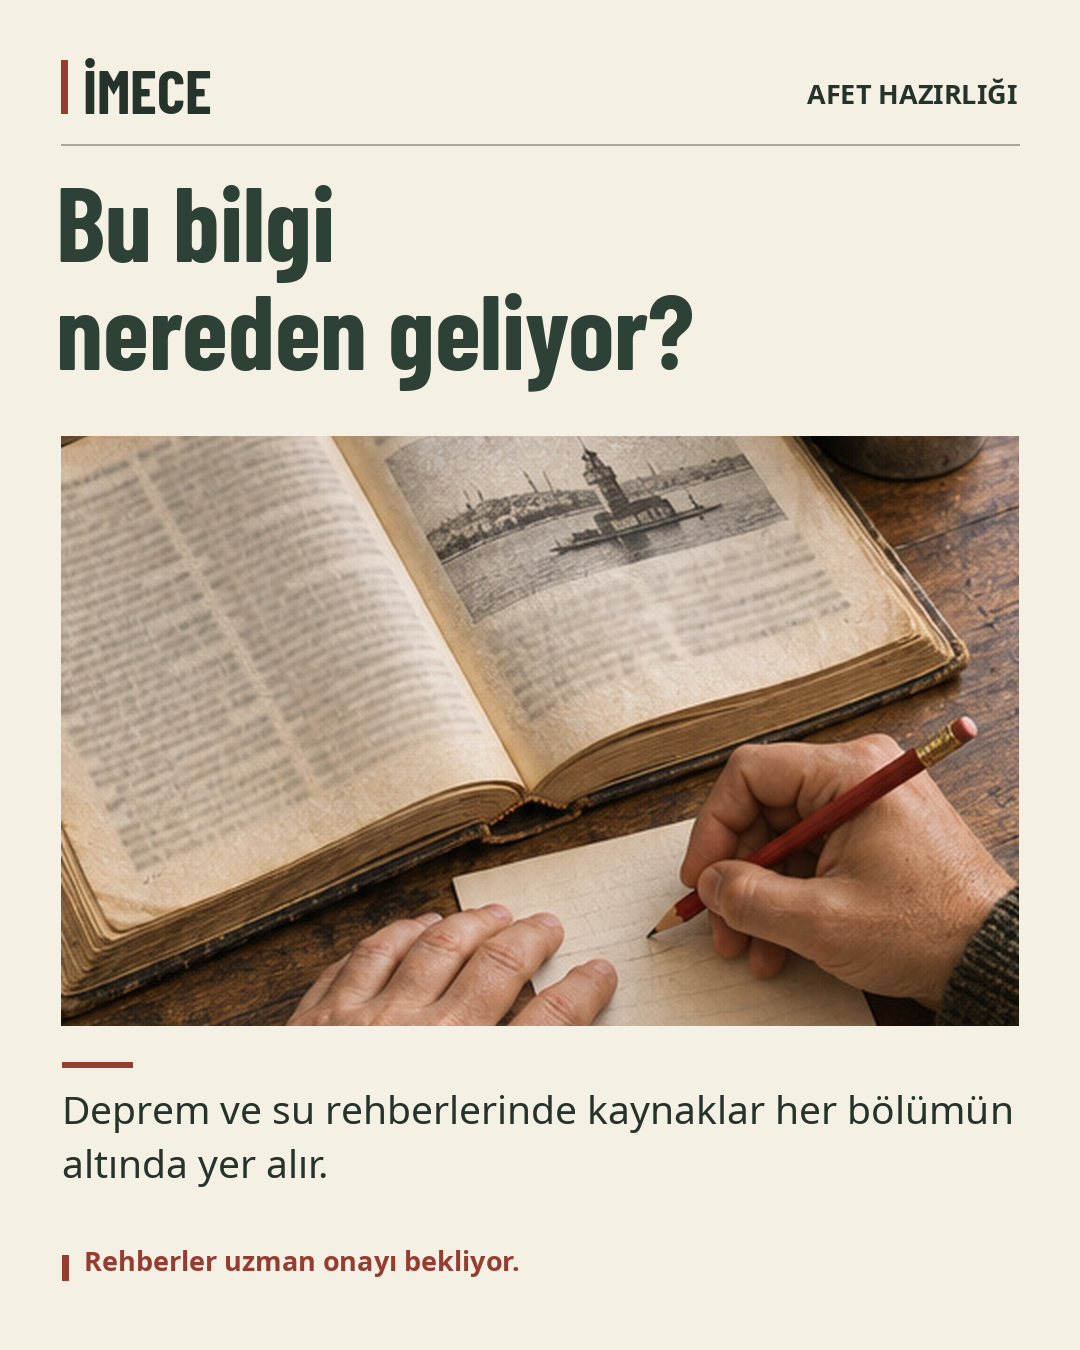 İMECE
AFET HAZIRLIĞI
Bu bilgi
nereden geliyor?
Deprem ve su rehberlerinde kaynaklar her bölümün
altında yer alır.
Rehberler uzman onayı bekliyor.